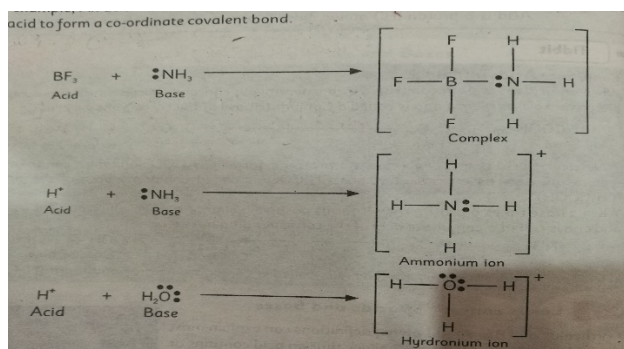 acid to form a co-ordinate covalent bond.
BF₃ + :NH₃
Acid Base
F H
F B :N H
F H
Complex
H⁺ + :NH₃
Acid Base
H +
H N: H
H
Ammonium ion
H⁺ + H₂O:
Acid Base
H O: H +
H
Hyrdronium ion